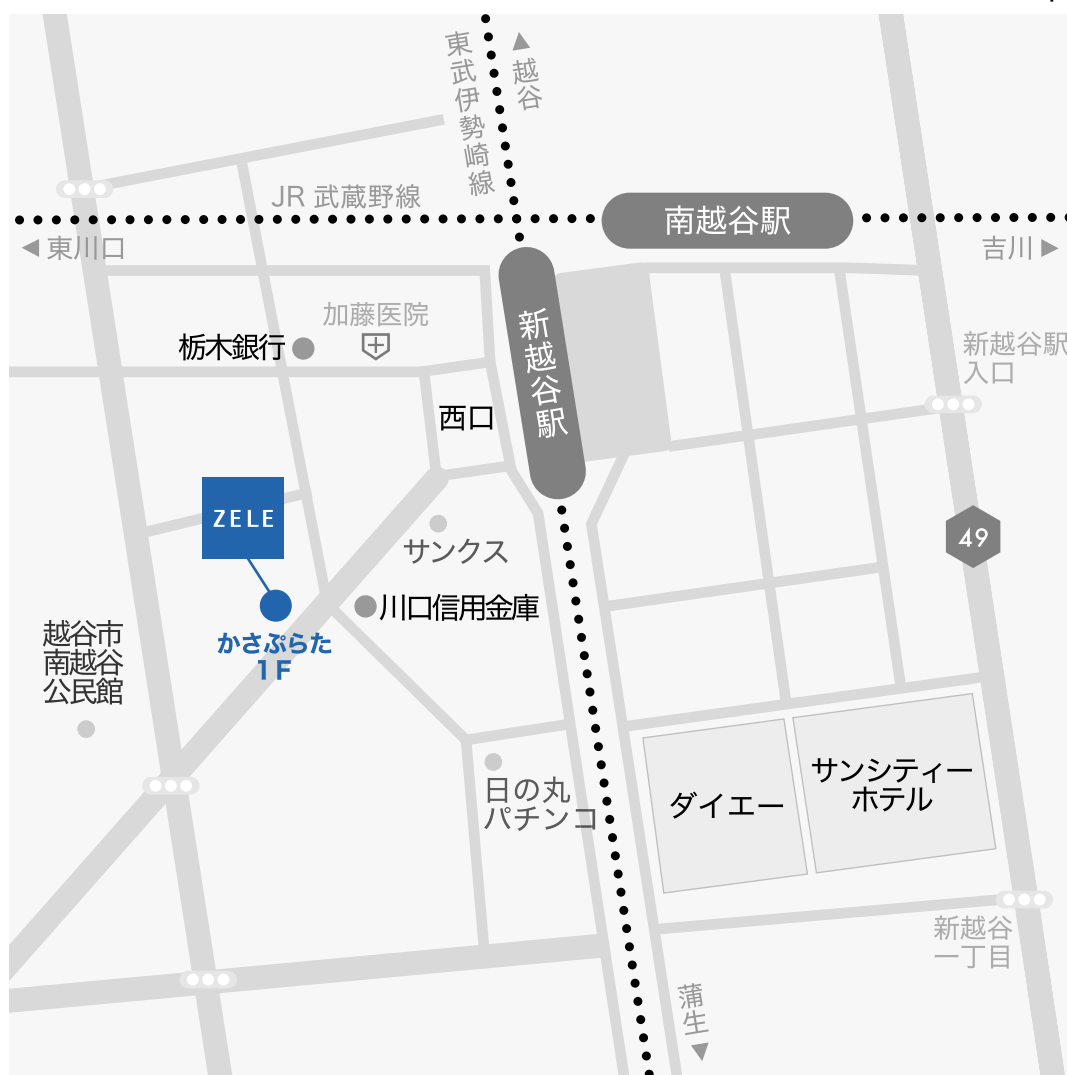 東武伊勢崎線
越谷
JR 武蔵野線
南越谷駅
東川口
吉川
加藤医院
栃木銀行
新越谷駅
新越谷駅
入口
西口
ZELE
サンクス
49
川口信用金庫
かさぷらた
1F
越谷市
南越谷
公民館
日の丸
パチンコ
ダイエー
サンシティー
ホテル
新越谷
一丁目
蒲生